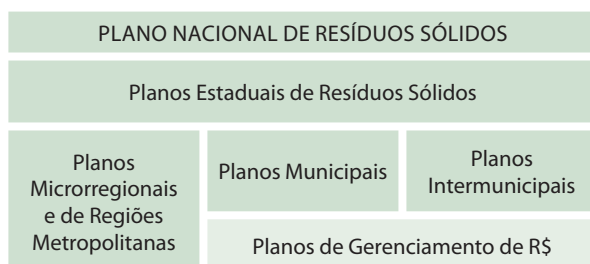 PLANO NACIONAL DE RESÍDUOS SÓLIDOS
Planos Estaduais de Resíduos Sólidos
Planos
Microrregionais
e de Regiões
Metropolitanas
Planos Municipais
Planos
Intermunicipais
Planos de Gerenciamento de R$